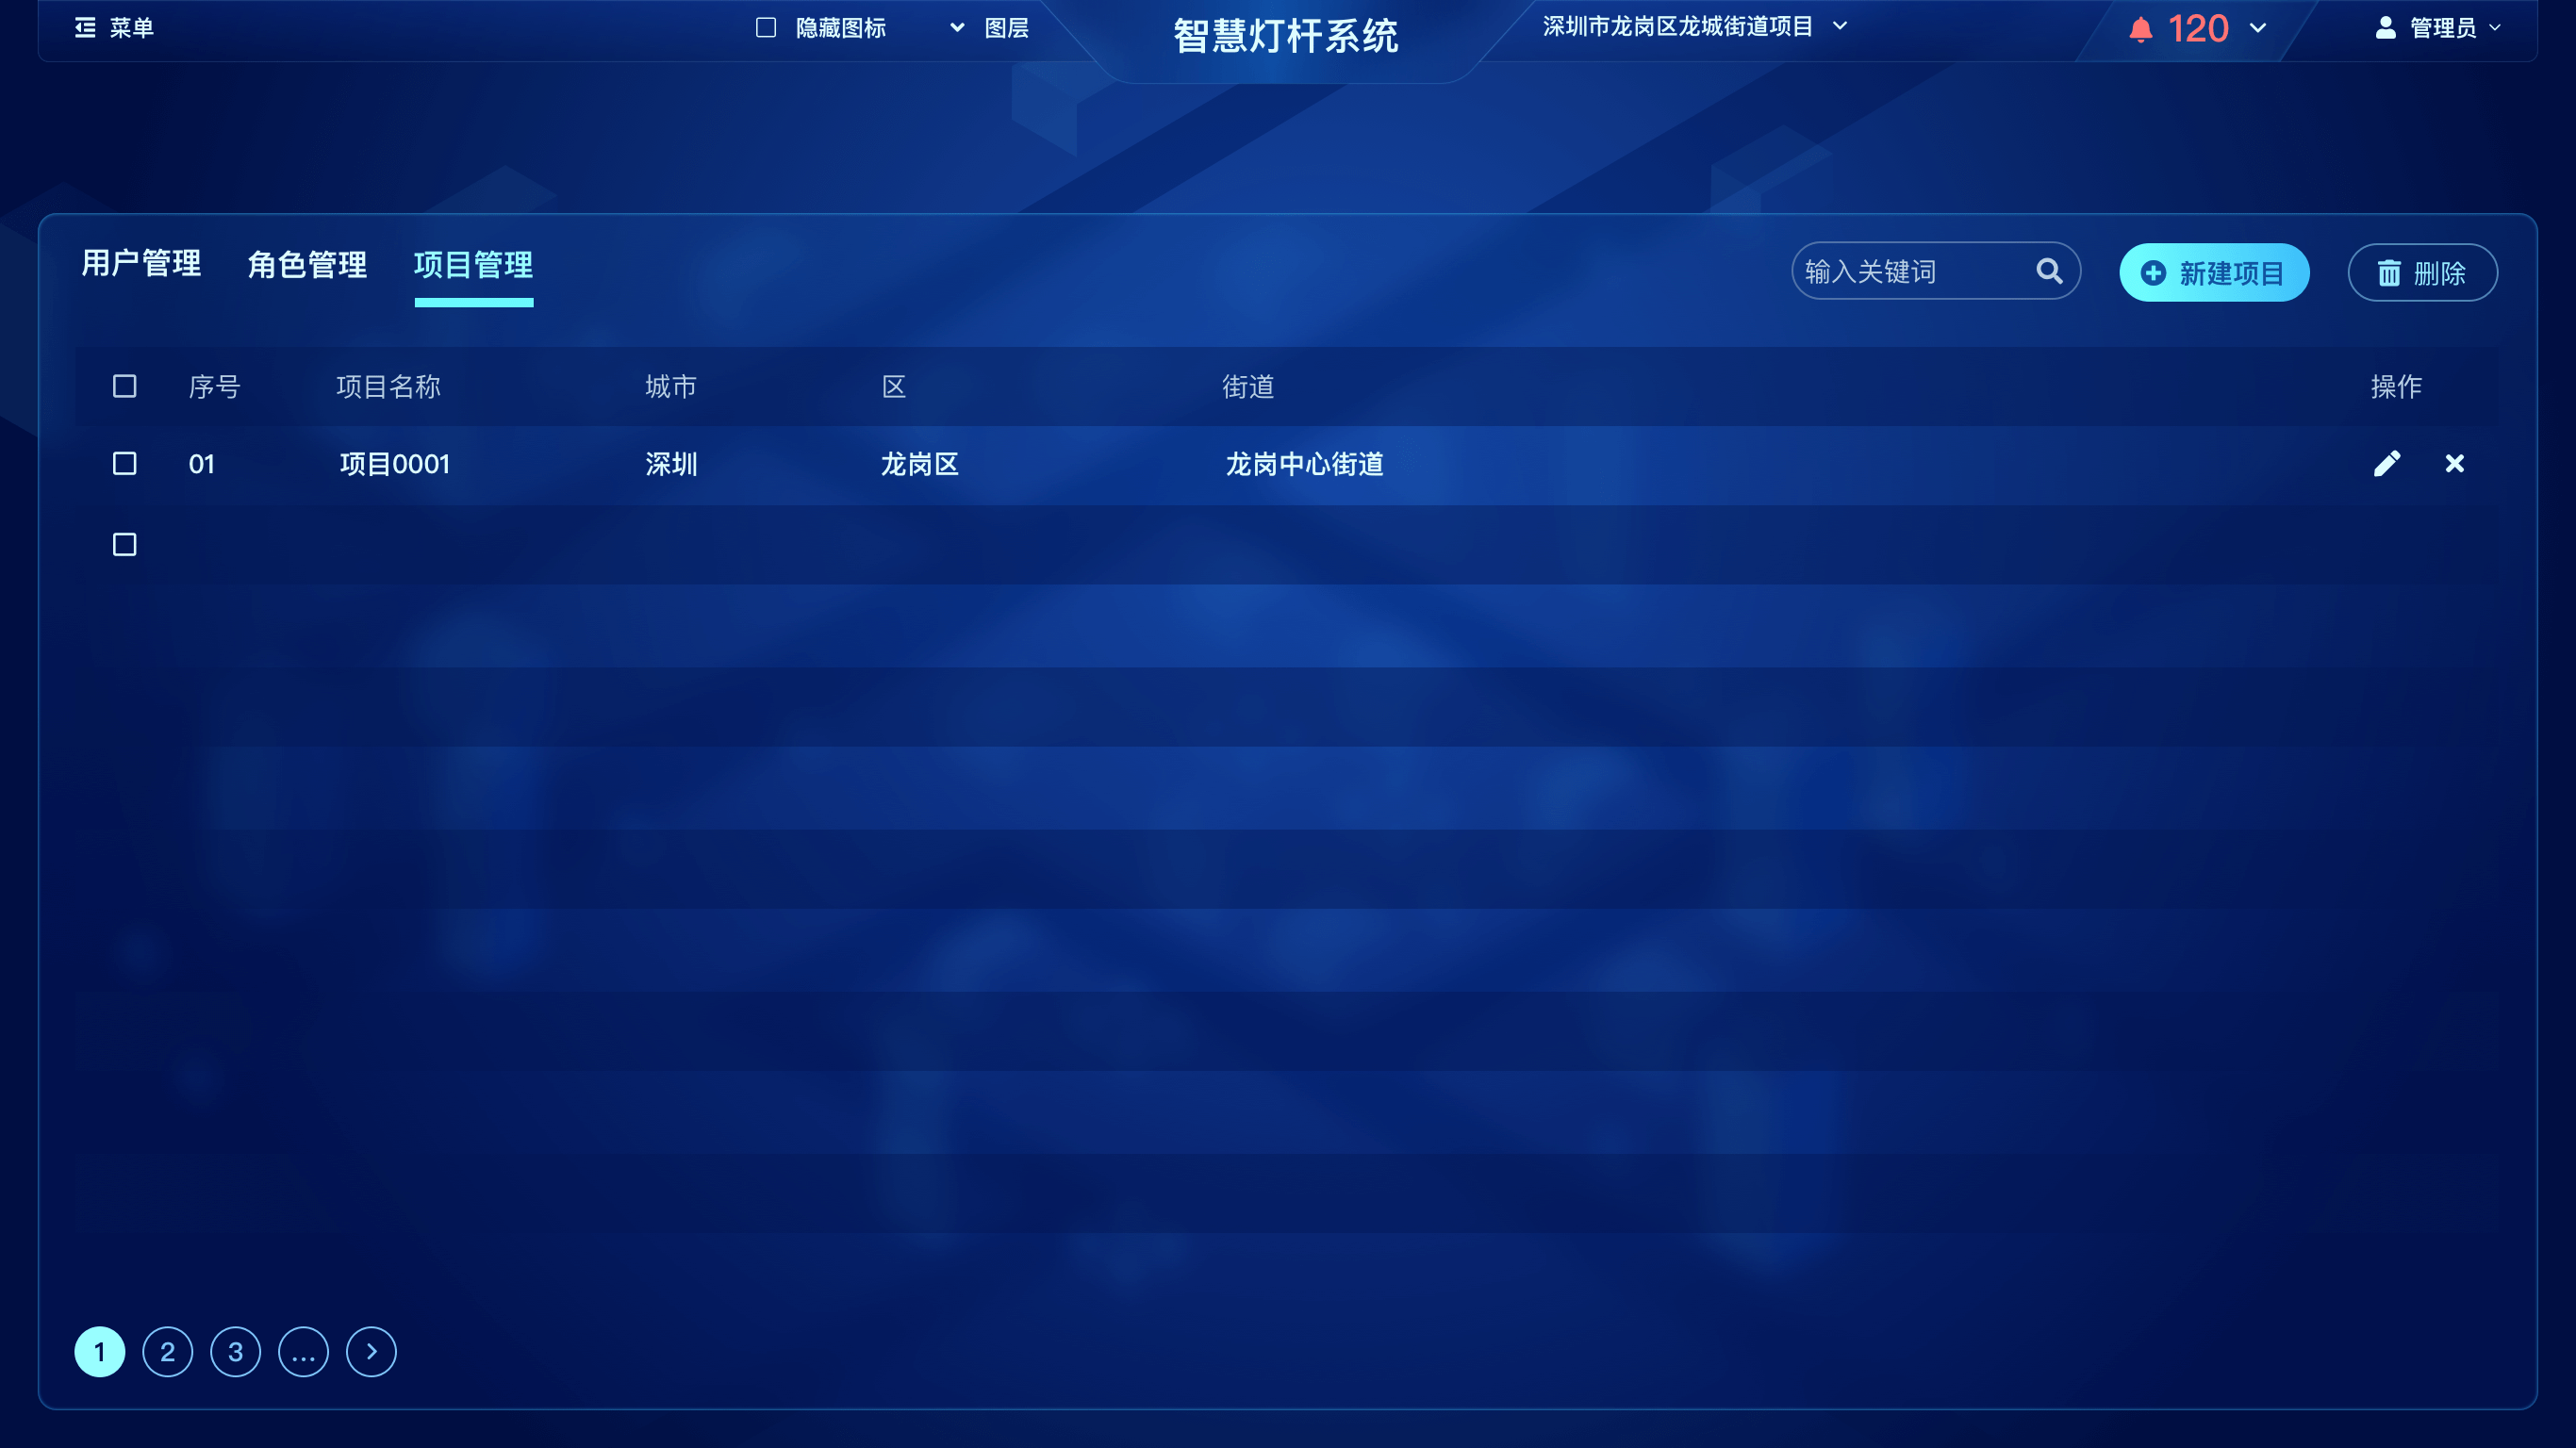 菜单 隐藏图标 图层 智慧灯杆系统 深圳市龙岗区龙城街道项目 120 管理员
用户管理 角色管理 项目管理 输入关键词 新建项目 删除
序号 项目名称 城市 区 街道 操作
01 项目0001 深圳 龙岗区 龙岗中心街道
1 2 3 ...